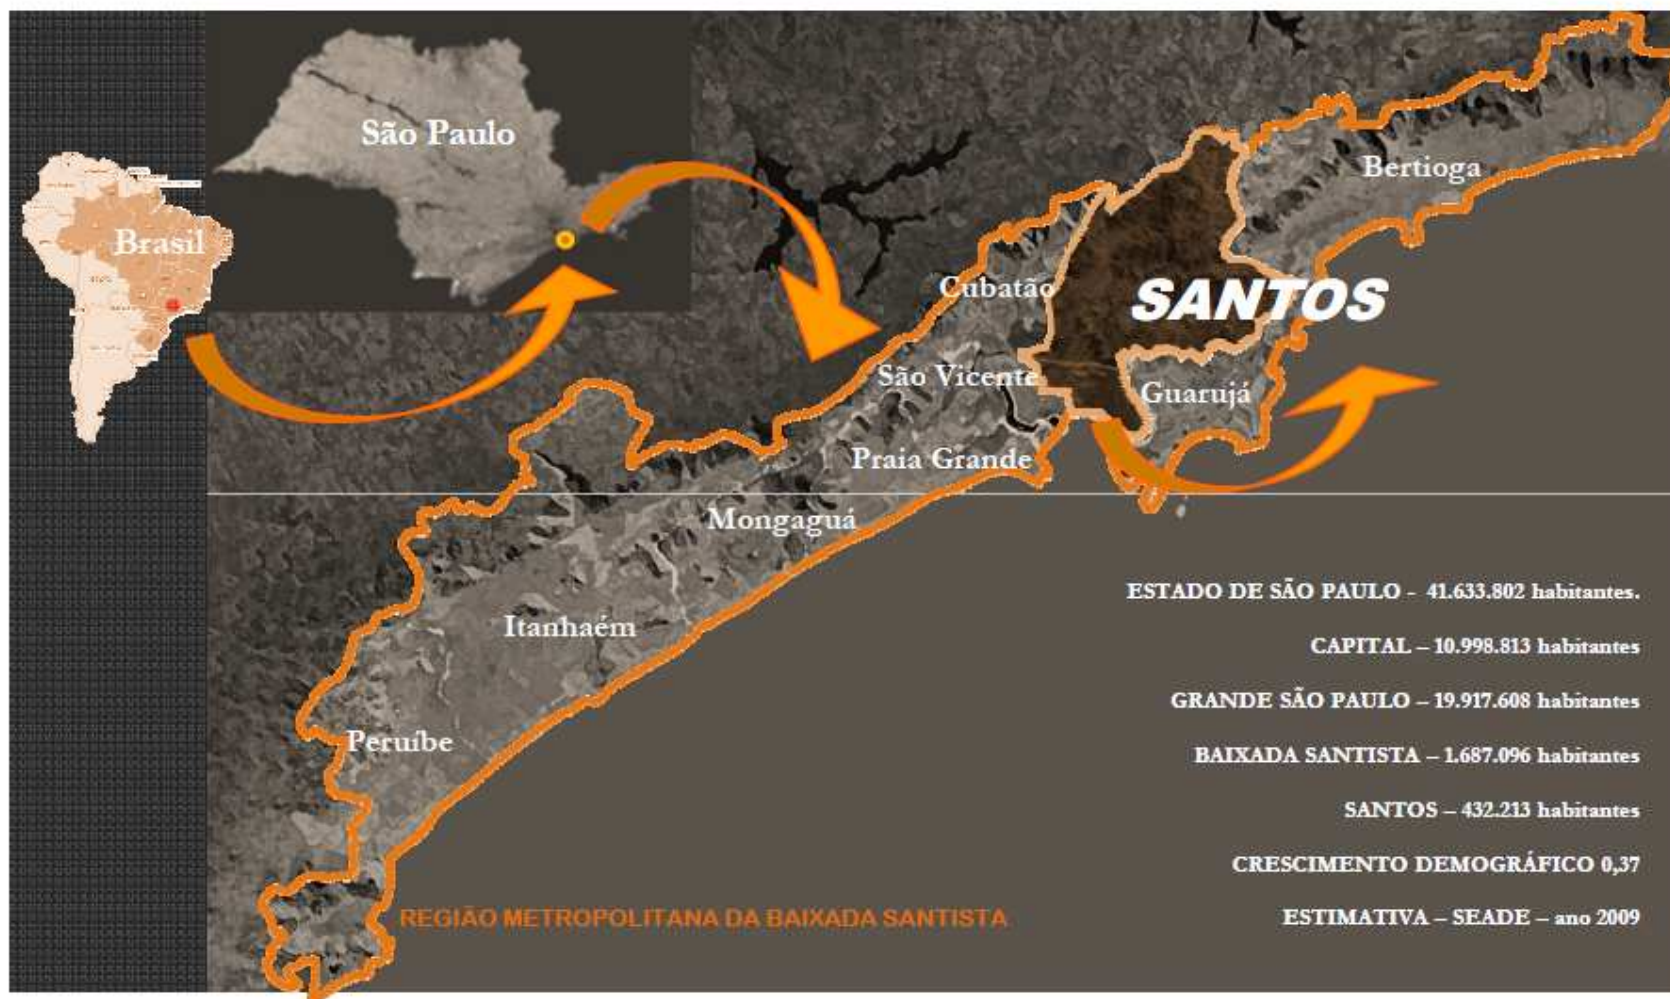 São Paulo
Brasil
Bertioga
Cubatão
SANTOS
São Vicente
Guarujá
Praia Grande
Mongaguá
Itanhaém
Peruíbe
ESTADO DE SÃO PAULO - 41.633.802 habitantes.
CAPITAL – 10.998.813 habitantes
GRANDE SÃO PAULO – 19.917.608 habitantes
BAIXADA SANTISTA – 1.687.096 habitantes
SANTOS – 432.213 habitantes
CRESCIMENTO DEMOGRÁFICO 0,37
REGIÃO METROPOLITANA DA BAIXADA SANTISTA
ESTIMATIVA – SEADE – ano 2009